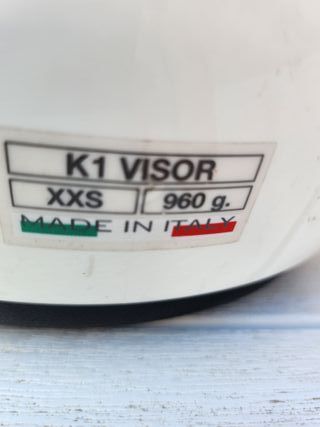 K1 VISOR
XXS 960 g.
MADE IN ITALY